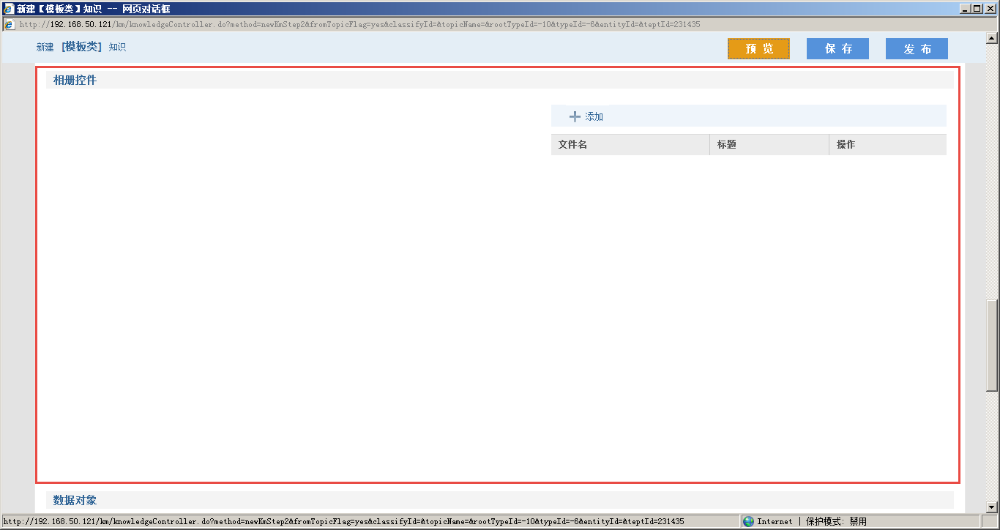 新建【模板类】知识 -- 网页对话框
http://192.168.50.121/km/knowledgeController.do?method=newKmStep2&fromTopicFlag=yes&classifyId=&topicName=&rootTypeId=-10&typeId=-6&entityId=&teptId=231435
新建 [模板类] 知识 预 览 保 存 发 布
相册控件
添加
文件名 标题 操作
数据对象
http://192.168.50.121/km/knowledgeController.do?method=newKmStep2&fromTopicFlag=yes&classifyId=&topicName=&rootTypeId=-10&typeId=-6&entityId=&teptId=231435 Internet | 保护模式: 禁用